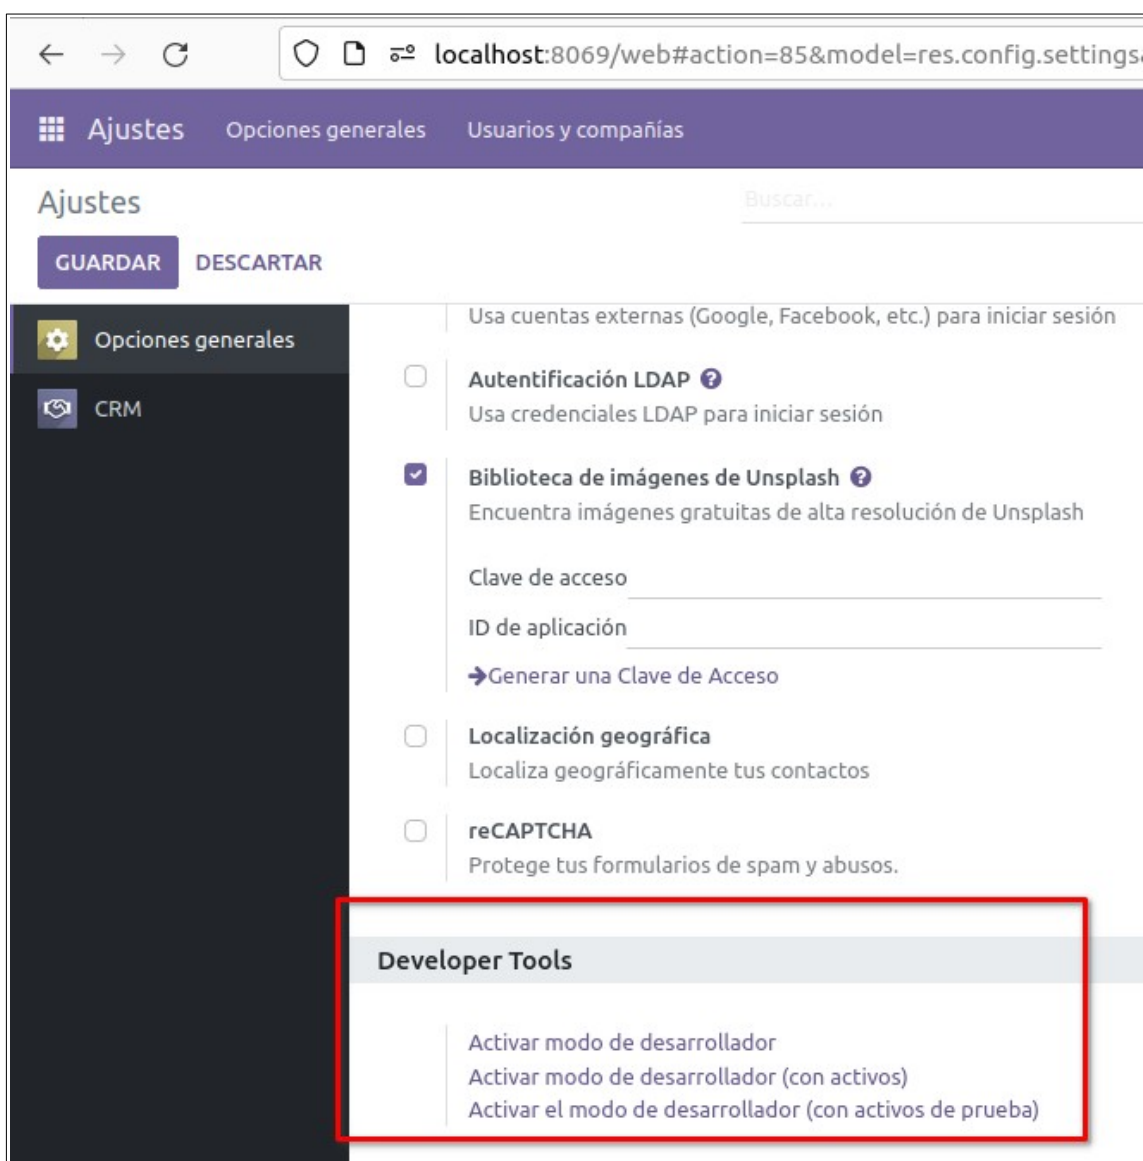 localhost:8069/web#action=85&model=res.config.settings
Ajustes Opciones generales Usuarios y compañías
Ajustes
Buscar...
GUARDAR DESCARTAR
Opciones generales
CRM
Usa cuentas externas (Google, Facebook, etc.) para iniciar sesión
Autentificación LDAP
Usa credenciales LDAP para iniciar sesión
Biblioteca de imágenes de Unsplash
Encuentra imágenes gratuitas de alta resolución de Unsplash
Clave de acceso
ID de aplicación
Generar una Clave de Acceso
Localización geográfica
Localiza geográficamente tus contactos
reCAPTCHA
Protege tus formularios de spam y abusos.
Developer Tools
Activar modo de desarrollador
Activar modo de desarrollador (con activos)
Activar el modo de desarrollador (con activos de prueba)